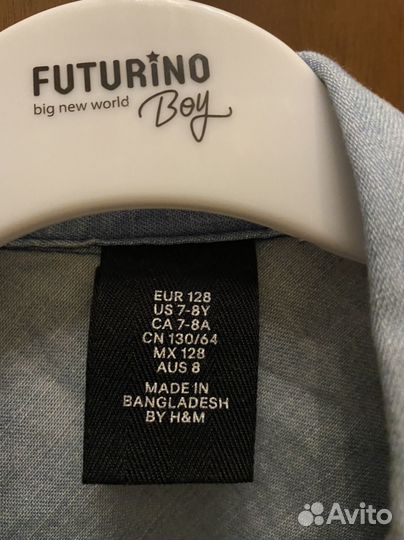 FUTURINO
big new world Boy
EUR 128
US 7-8Y
CA 7-8A
CN 130/64
MX 128
AUS 8
MADE IN
BANGLADESH
BY H&M
Avito